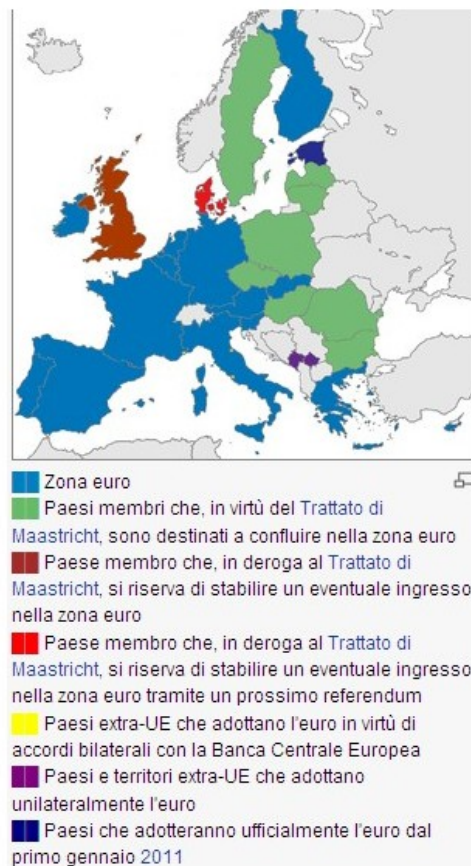 Zona euro
Paesi membri che, in virtù del Trattato di
Maastricht, sono destinati a confluire nella zona euro
Paese membro che, in deroga al Trattato di
Maastricht, si riserva di stabilire un eventuale ingresso
nella zona euro
Paese membro che, in deroga al Trattato di
Maastricht, si riserva di stabilire un eventuale ingresso
nella zona euro tramite un prossimo referendum
Paesi extra-UE che adottano l'euro in virtù di
accordi bilaterali con la Banca Centrale Europea
Paesi e territori extra-UE che adottano
unilateralmente l'euro
Paesi che adotteranno ufficialmente l'euro dal
primo gennaio 2011